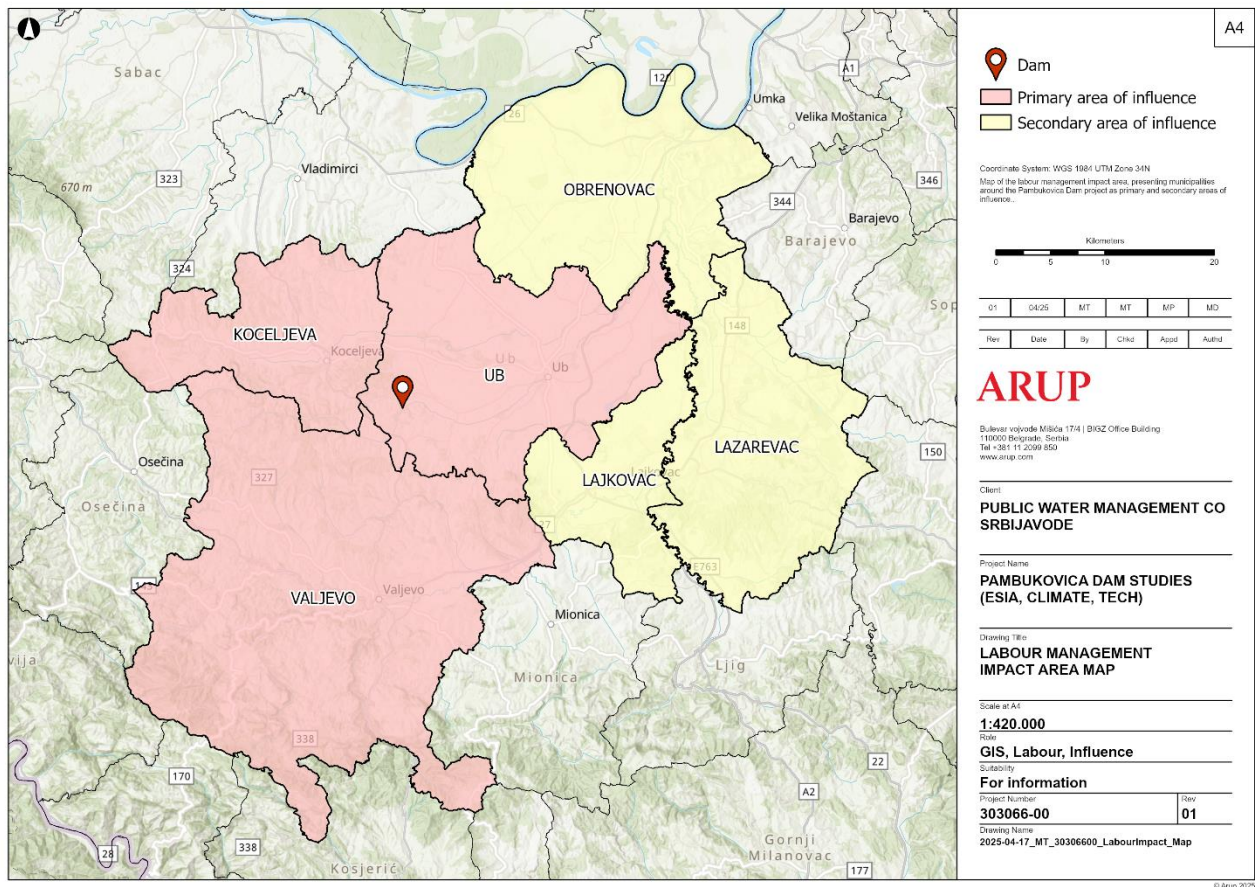 A4
Dam
Primary area of influence
Secondary area of influence
Coordinate System: WGS 1984 UTM Zone 34N
Map of the labour management impact area, presenting municipalities
around the Pambukovica Dam project as primary and secondary areas of
influence..
Kilometers
0 5 10 20
01 04/25 MT MT MP MD
Rev Date By Chkd Appd Authd
ARUP
Bulevar vojvode Mišića 17/4 | BIGZ Office Building
110000 Belgrade, Serbia
Tel +381 11 2099 850
www.arup.com
Client
PUBLIC WATER MANAGEMENT CO
SRBIJAVODE
Project Name
PAMBUKOVICA DAM STUDIES
(ESIA, CLIMATE, TECH)
Drawing Title
LABOUR MANAGEMENT
IMPACT AREA MAP
Scale at A4
1:420.000
Role
GIS, Labour, Influence
Suitability
For information
Project Number
303066-00
Rev
01
Drawing Name
2025-04-17_MT_30306600_LabourImpact_Map
© Arup 2025
Sabac
A1
Umka
26
Velika Moštanica
Vladimirci
323
346
670 m
OBRENOVAC
344
Barajevo
Barajevo
324
148
KOCELJEVA
Koceljeva
Ub
Ub
UB
LAZAREVAC
Osečina
150
327
LAJKOVAC
Lajkovac
Osečina
27
E763
VALJEVO
Valjevo
Mionica
Ljig
Mionica
338
170
22
A2
28
338
Gornji
Milanovac
Kosjerić
177